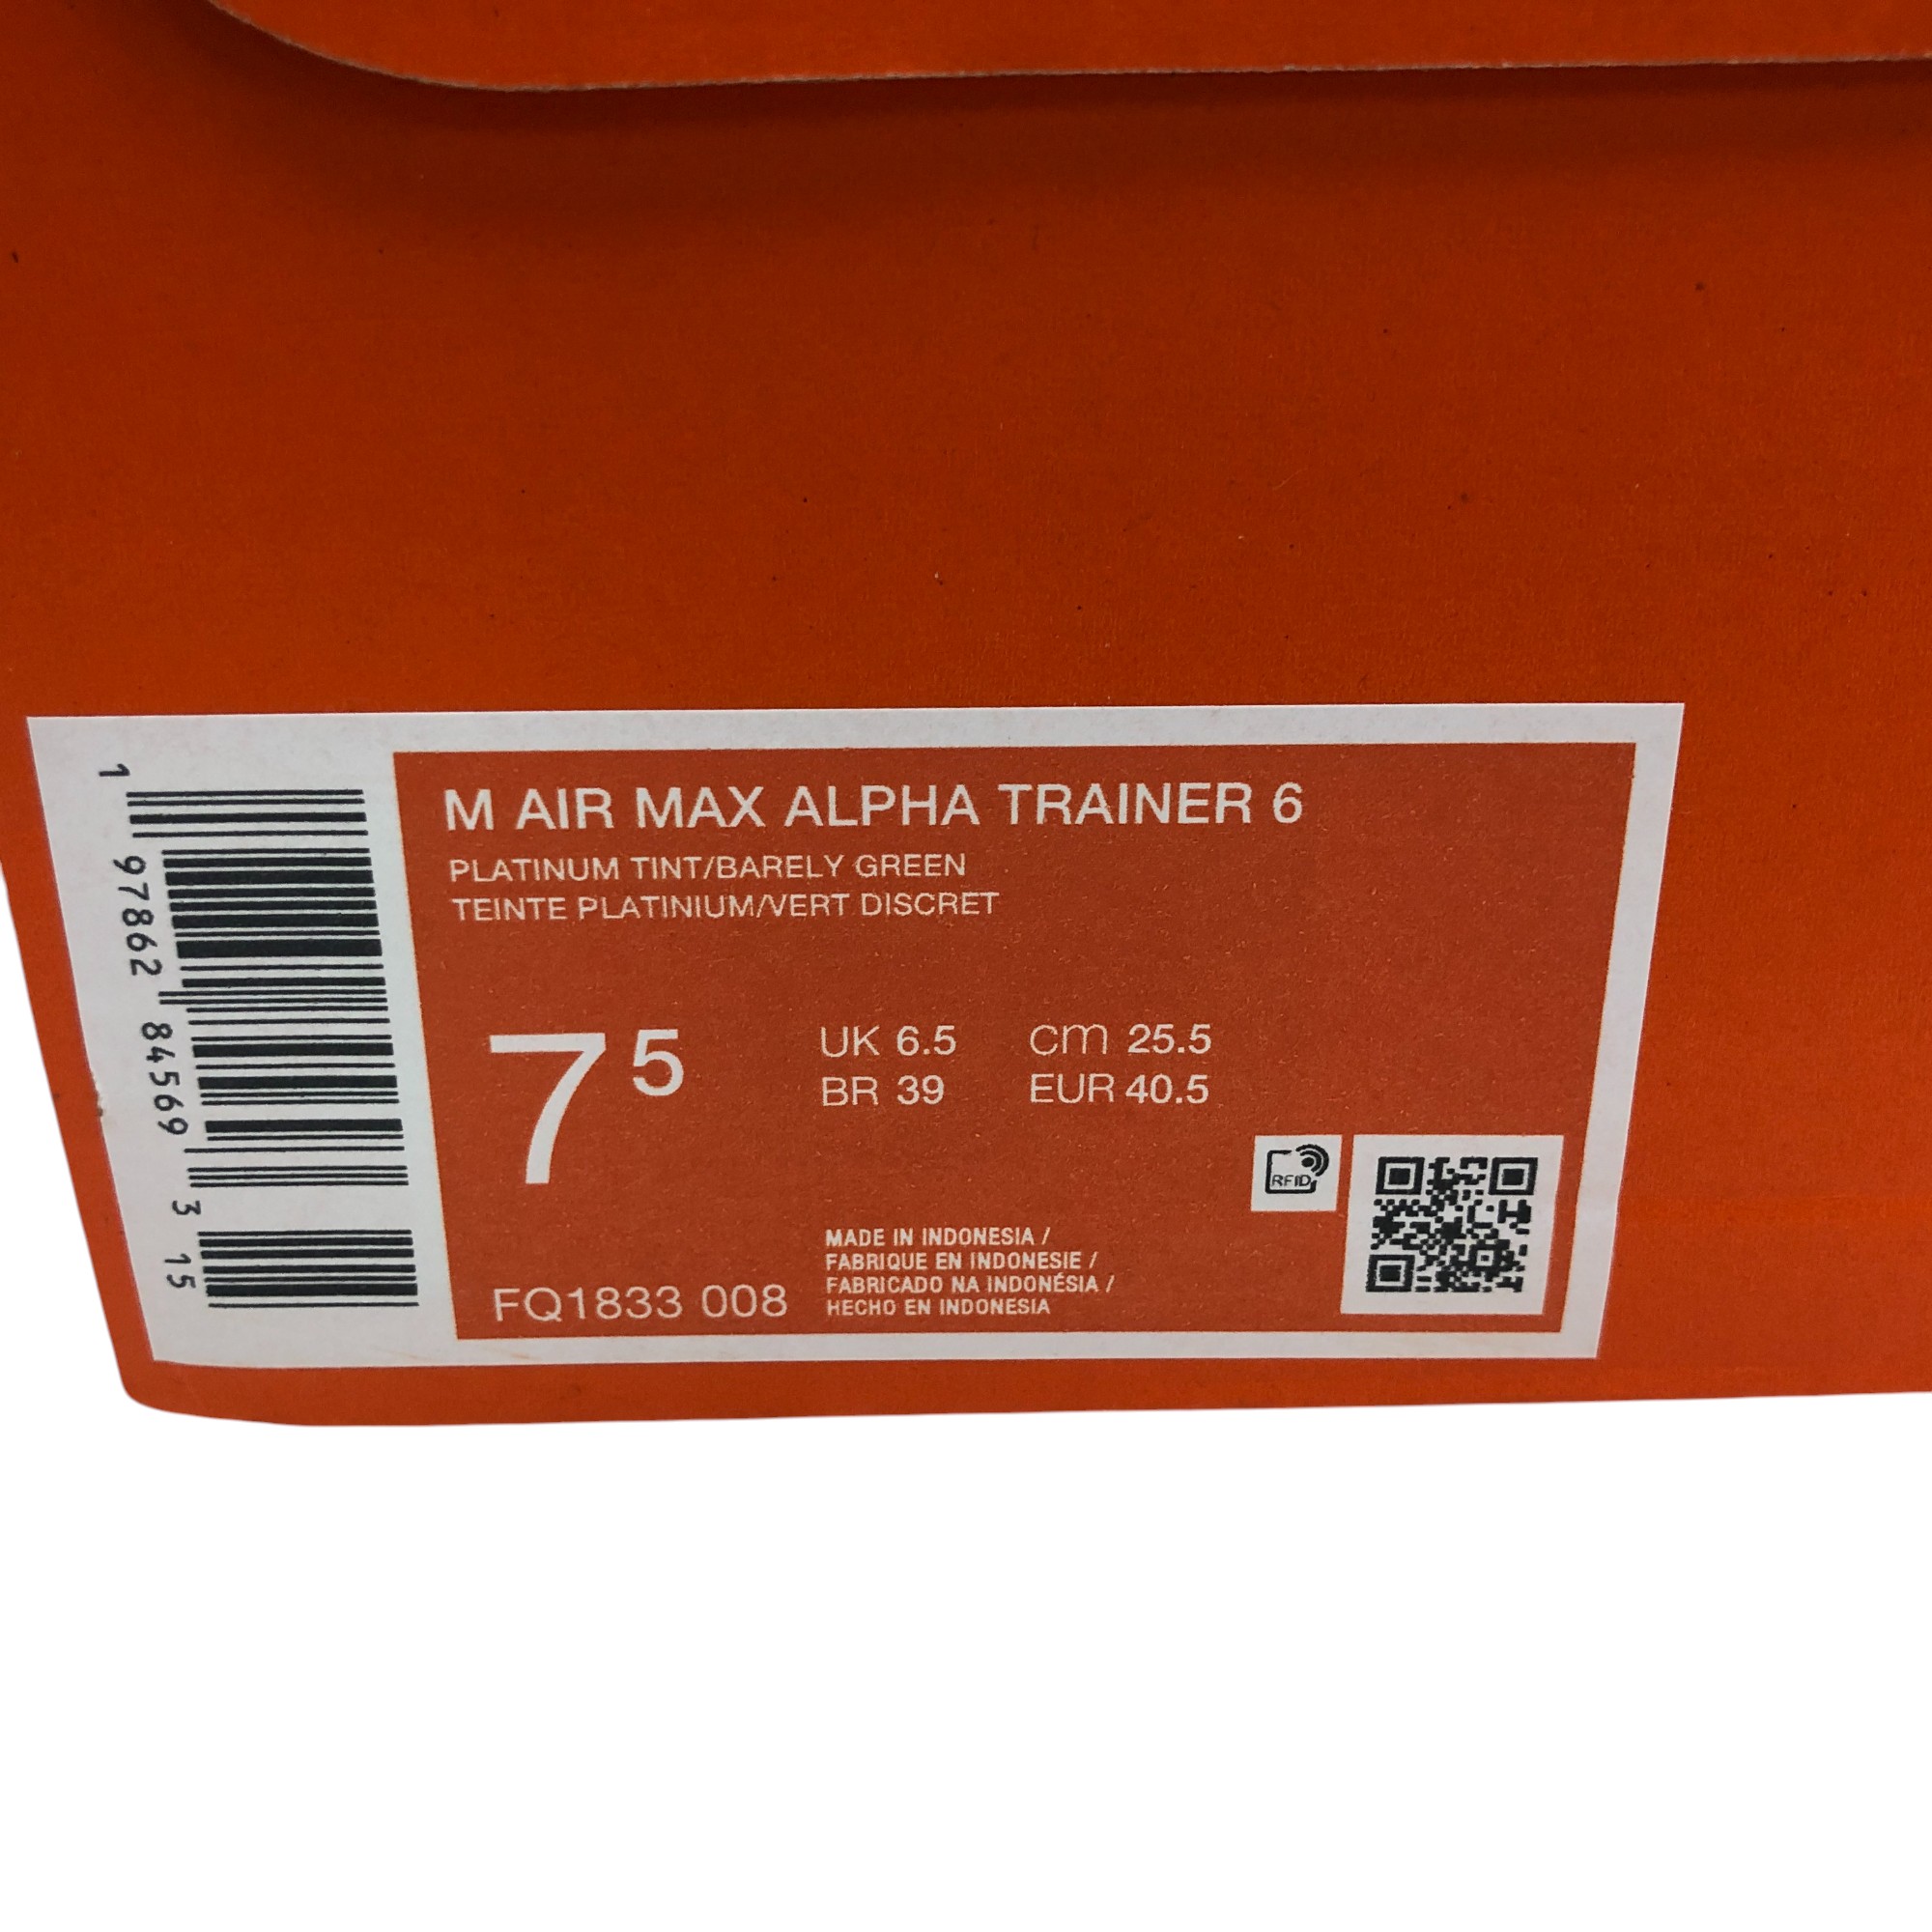 1 97862 84569 3 15
M AIR MAX ALPHA TRAINER 6
PLATINUM TINT/BARELY GREEN
TEINTE PLATINIUM/VERT DISCRET
7 5
UK 6.5 cm 25.5
BR 39 EUR 40.5
RFID
MADE IN INDONESIA /
FABRIQUE EN INDONESIE /
FABRICADO NA INDONÉSIA /
HECHO EN INDONESIA
FQ1833 008